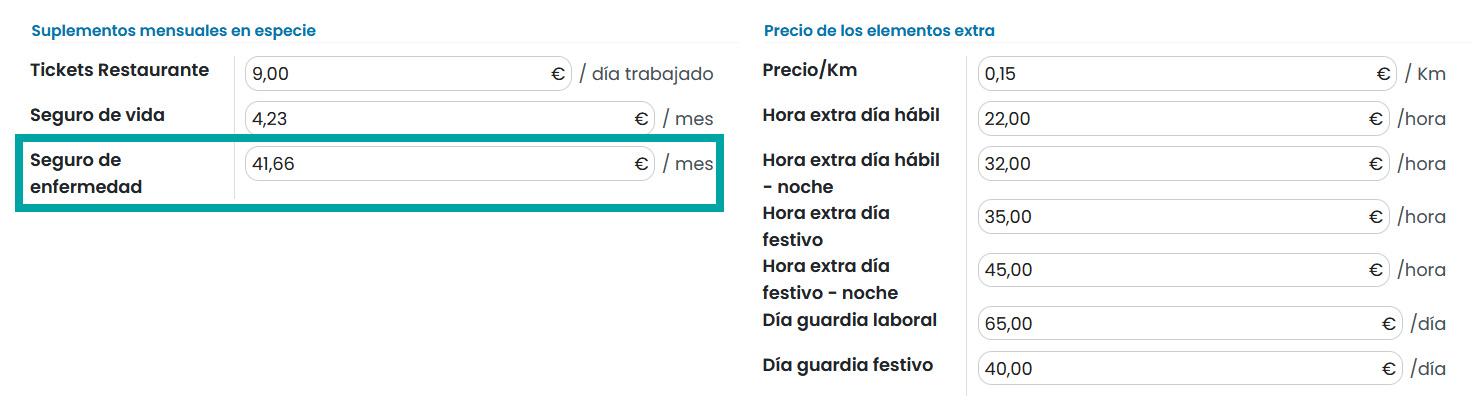 Suplementos mensuales en especie
Tickets Restaurante 9,00 € / día trabajado
Seguro de vida 4,23 € / mes
Seguro de
enfermedad
41,66 € / mes
Precio de los elementos extra
Precio/Km 0,15 € / Km
Hora extra día hábil 22,00 € /hora
Hora extra día hábil
- noche
32,00 € /hora
Hora extra día
festivo
35,00 € /hora
Hora extra día
festivo - noche
45,00 € /hora
Día guardia laboral 65,00 € /día
Día guardia festivo 40,00 € /día